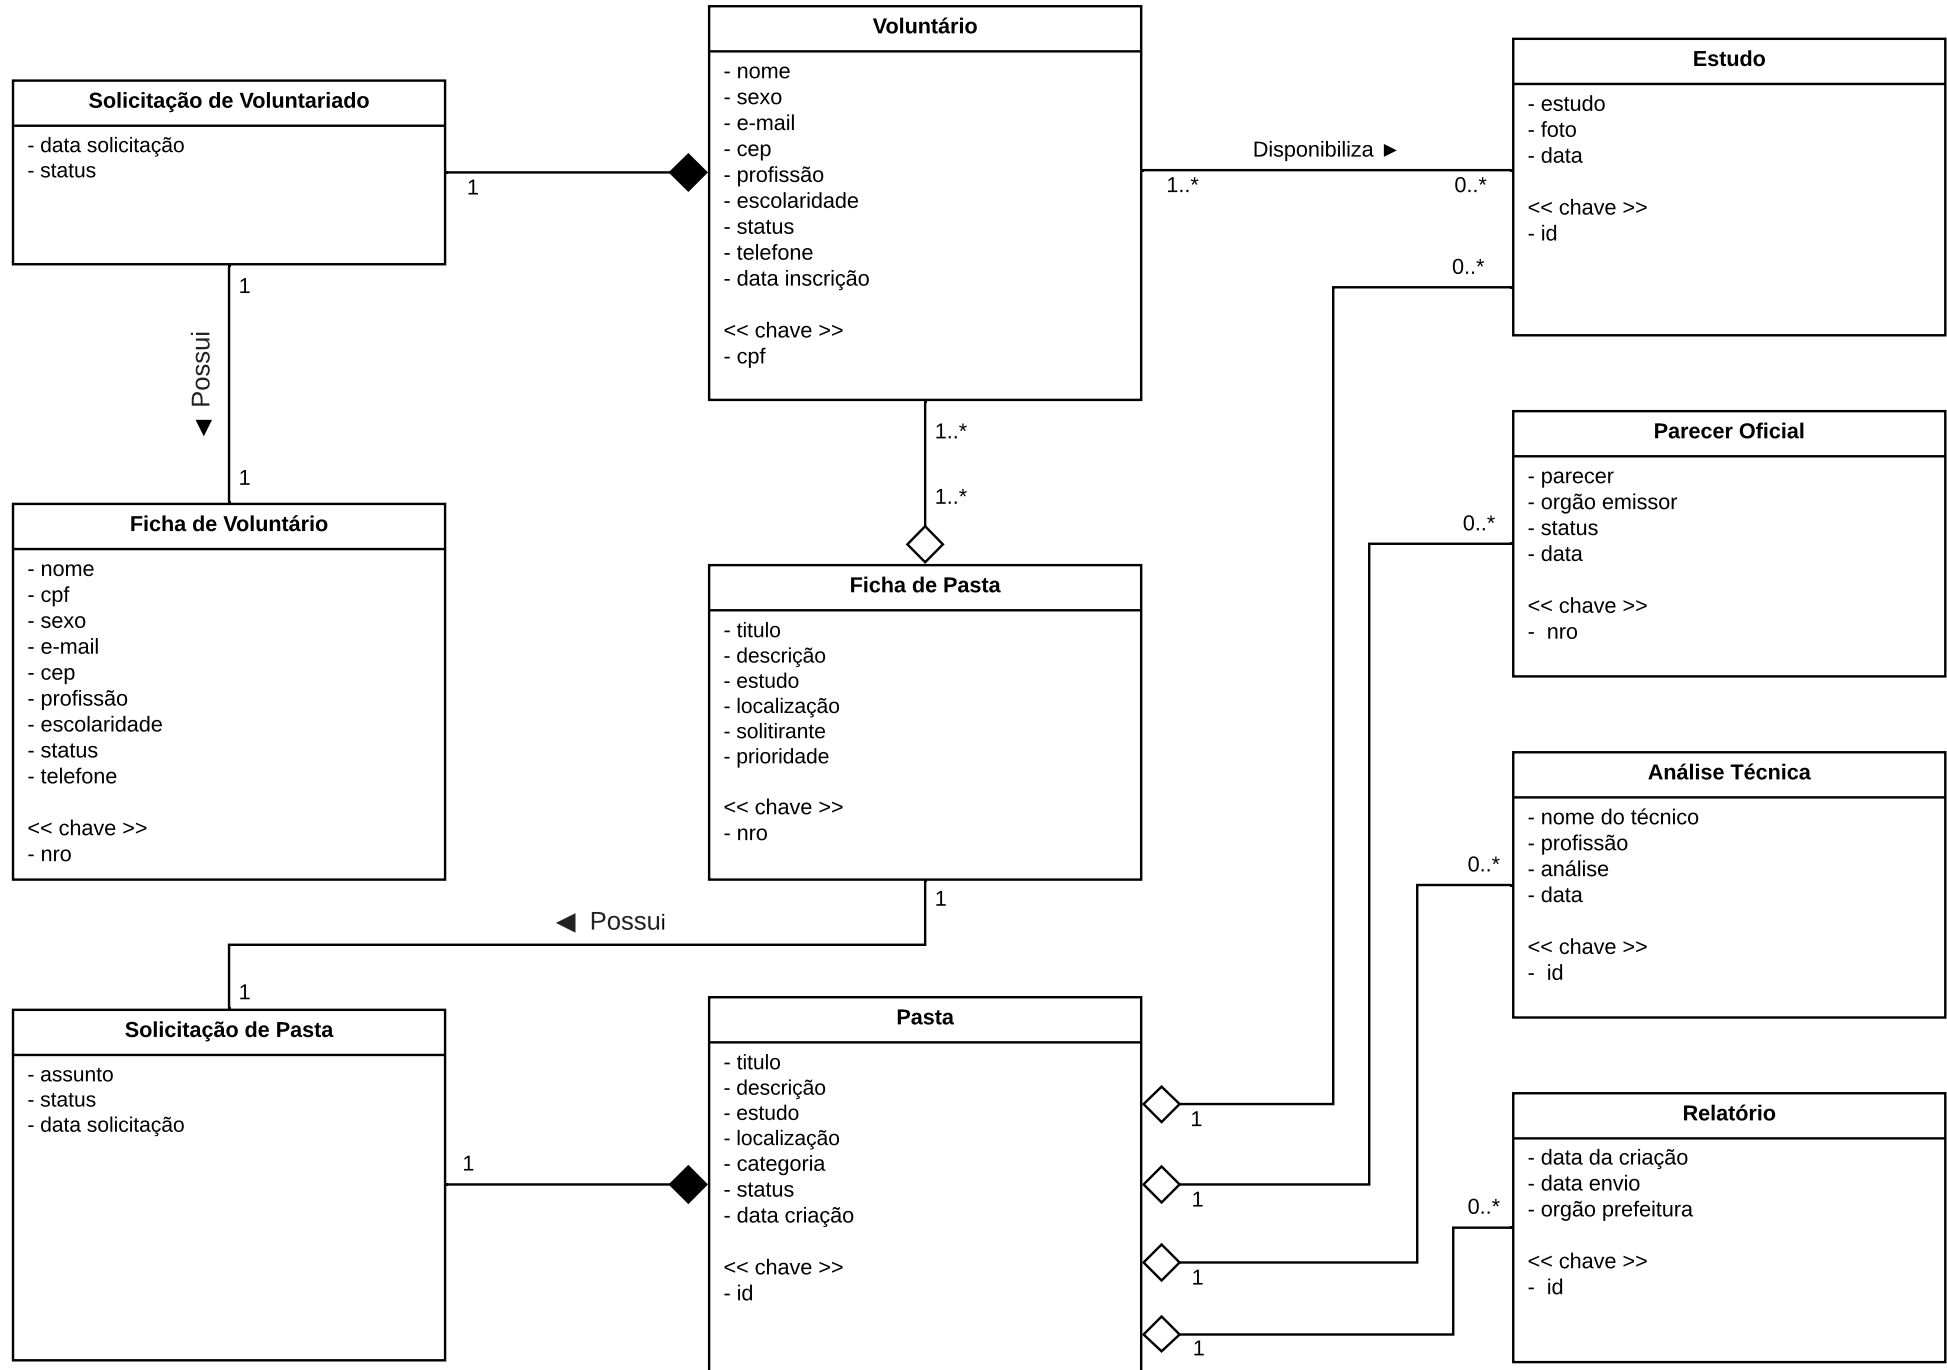 Solicitação de Voluntariado
- data solicitação
- status
1
1
◄ Possui
1
Ficha de Voluntário
- nome
- cpf
- sexo
- e-mail
- cep
- profissão
- escolaridade
- status
- telefone
<< chave >>
- nro
Voluntário
- nome
- sexo
- e-mail
- cep
- profissão
- escolaridade
- status
- telefone
- data inscrição
<< chave >>
- cpf
1..*
1..*
Ficha de Pasta
- titulo
- descrição
- estudo
- localização
- solitirante
- prioridade
<< chave >>
- nro
1
◄ Possui
1
Solicitação de Pasta
- assunto
- status
- data solicitação
1
Pasta
- titulo
- descrição
- estudo
- localização
- categoria
- status
- data criação
<< chave >>
- id
1
1
1
1
Disponibiliza ►
1..*
0..*
Estudo
- estudo
- foto
- data
<< chave >>
- id
0..*
Parecer Oficial
- parecer
- orgão emissor
- status
- data
<< chave >>
- nro
0..*
Análise Técnica
- nome do técnico
- profissão
- análise
- data
<< chave >>
- id
0..*
Relatório
- data da criação
- data envio
- orgão prefeitura
<< chave >>
- id
0..*